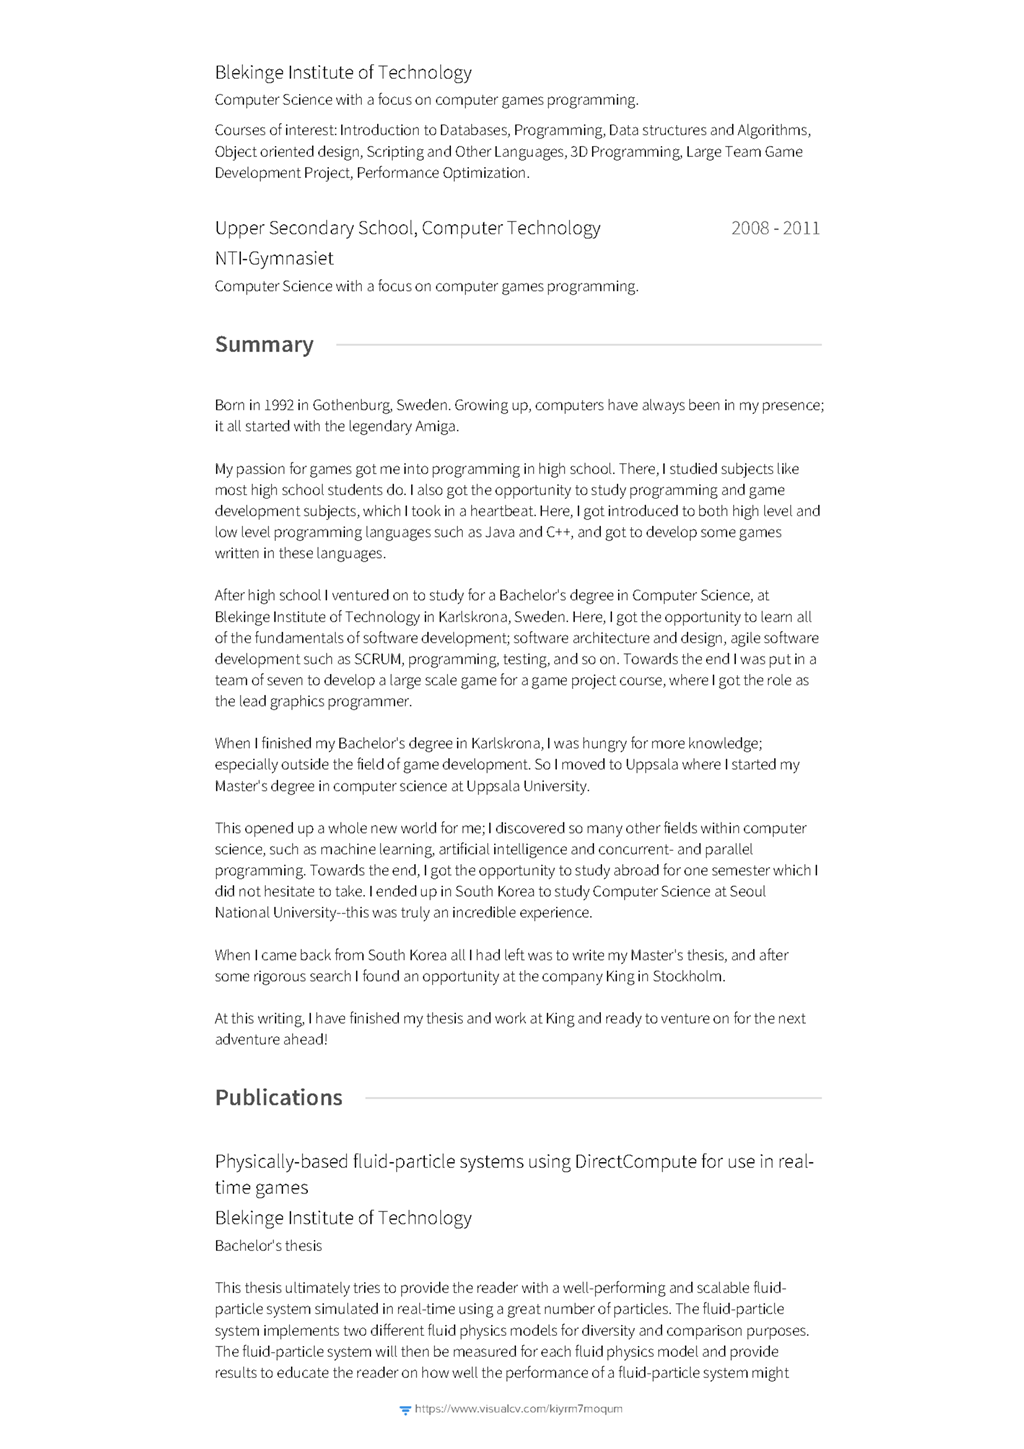 Blekinge Institute of Technology
Computer Science with a focus on computer games programming.
Courses of interest: Introduction to Databases, Programming, Data structures and Algorithms,
Object oriented design, Scripting and Other Languages, 3D Programming, Large Team Game
Development Project, Performance Optimization.
Upper Secondary School, Computer Technology 2008 - 2011
NTI-Gymnasiet
Computer Science with a focus on computer games programming.
Summary
Born in 1992 in Gothenburg, Sweden. Growing up, computers have always been in my presence;
it all started with the legendary Amiga.
My passion for games got me into programming in high school. There, I studied subjects like
most high school students do. I also got the opportunity to study programming and game
development subjects, which I took in a heartbeat. Here, I got introduced to both high level and
low level programming languages such as Java and C++, and got to develop some games
written in these languages.
After high school I ventured on to study for a Bachelor's degree in Computer Science, at
Blekinge Institute of Technology in Karlskrona, Sweden. Here, I got the opportunity to learn all
of the fundamentals of software development; software architecture and design, agile software
development such as SCRUM, programming, testing, and so on. Towards the end I was put in a
team of seven to develop a large scale game for a game project course, where I got the role as
the lead graphics programmer.
When I finished my Bachelor's degree in Karlskrona, I was hungry for more knowledge;
especially outside the field of game development. So I moved to Uppsala where I started my
Master's degree in computer science at Uppsala University.
This opened up a whole new world for me; I discovered so many other fields within computer
science, such as machine learning, artificial intelligence and concurrent- and parallel
programming. Towards the end, I got the opportunity to study abroad for one semester which I
did not hesitate to take. I ended up in South Korea to study Computer Science at Seoul
National University--this was truly an incredible experience.
When I came back from South Korea all I had left was to write my Master's thesis, and after
some rigorous search I found an opportunity at the company King in Stockholm.
At this writing, I have finished my thesis and work at King and ready to venture on for the next
adventure ahead!
Publications
Physically-based fluid-particle systems using DirectCompute for use in real-
time games
Blekinge Institute of Technology
Bachelor's thesis
This thesis ultimately tries to provide the reader with a well-performing and scalable fluid-
particle system simulated in real-time using a great number of particles. The fluid-particle
system implements two different fluid physics models for diversity and comparison purposes.
The fluid-particle system will then be measured for each fluid physics model and provide
results to educate the reader on how well the performance of a fluid-particle system might
https://www.visualcv.com/kiyrm7moqum